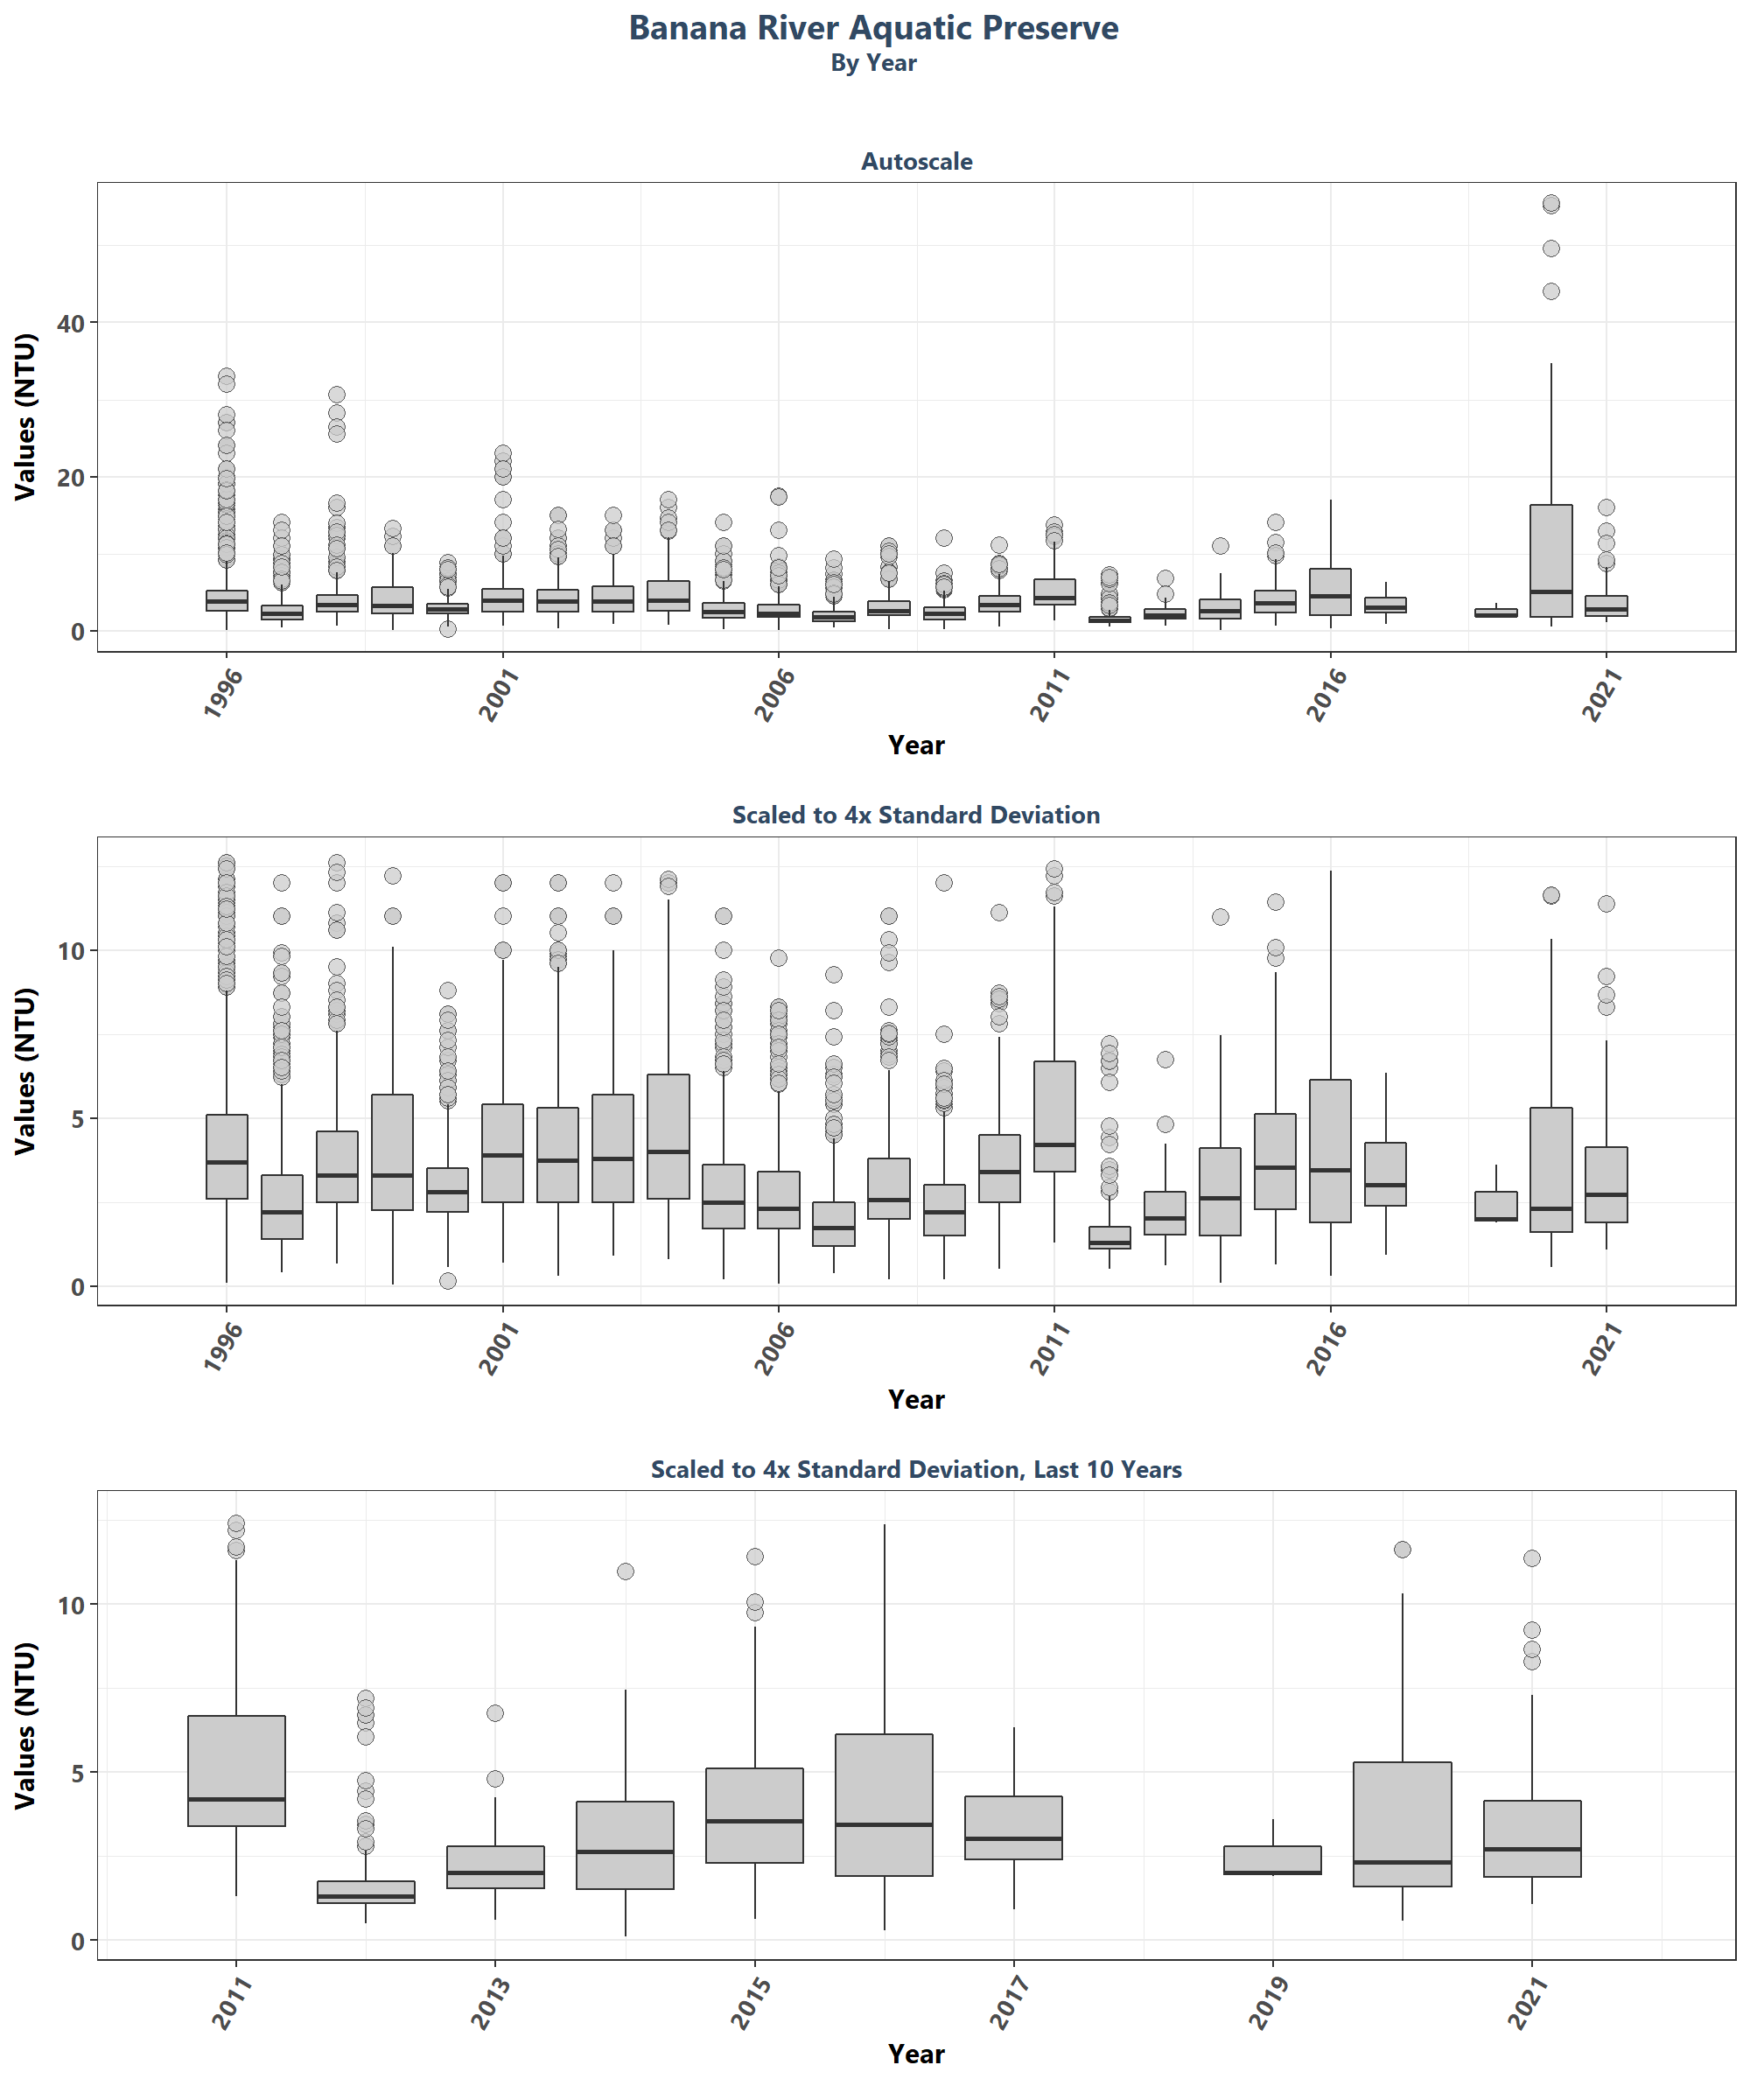 Banana River Aquatic Preserve
By Year
Autoscale
Values (NTU)
40
20
0
1996
2001
2006
2011
2016
2021
Year
Scaled to 4x Standard Deviation
Values (NTU)
10
5
0
1996
2001
2006
2011
2016
2021
Year
Scaled to 4x Standard Deviation, Last 10 Years
Values (NTU)
10
5
0
2011
2013
2015
2017
2019
2021
Year